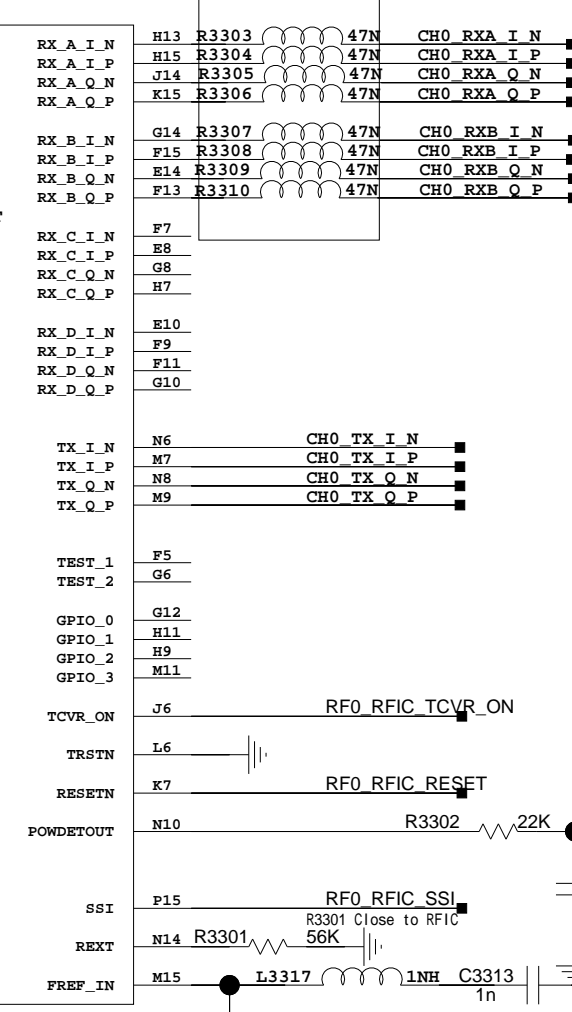 RX_A_I_N H13 R3303 47N CH0_RXA_I_N
RX_A_I_P H15 R3304 47N CH0_RXA_I_P
RX_A_Q_N J14 R3305 47N CH0_RXA_Q_N
RX_A_Q_P K15 R3306 47N CH0_RXA_Q_P
RX_B_I_N G14 R3307 47N CH0_RXB_I_N
RX_B_I_P F15 R3308 47N CH0_RXB_I_P
RX_B_Q_N E14 R3309 47N CH0_RXB_Q_N
RX_B_Q_P F13 R3310 47N CH0_RXB_Q_P
RX_C_I_N F7
RX_C_I_P E8
RX_C_Q_N G8
RX_C_Q_P H7
RX_D_I_N E10
RX_D_I_P F9
RX_D_Q_N F11
RX_D_Q_P G10
TX_I_N N6 CH0_TX_I_N
TX_I_P M7 CH0_TX_I_P
TX_Q_N N8 CH0_TX_Q_N
TX_Q_P M9 CH0_TX_Q_P
TEST_1 F5
TEST_2 G6
GPIO_0 G12
GPIO_1 H11
GPIO_2 H9
GPIO_3 M11
TCVR_ON J6 RF0_RFIC_TCVR_ON
TRSTN L6
RESETN K7 RF0_RFIC_RESET
POWDETOUT N10 R3302 22K
SSI P15 RF0_RFIC_SSI
R3301 Close to RFIC
REXT N14 R3301 56K
FREF_IN M15 L3317 1NH C3313
1n